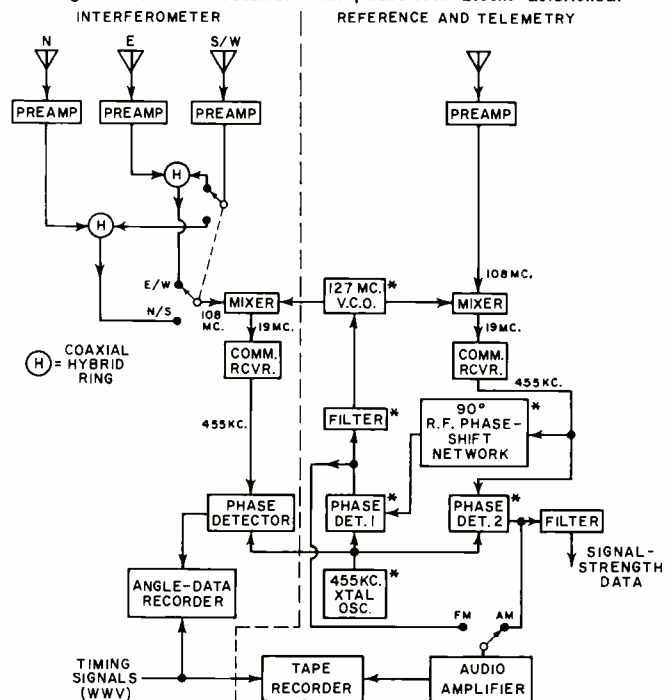 INTERFEROMETER
REFERENCE AND TELEMETRY
N
E
S/W
PREAMP
PREAMP
PREAMP
PREAMP
H
H
E/W
N/S
108
MC.
MIXER
127 MC.
V.C.O.
*
108MC.
MIXER
19MC.
19MC.
H
= COAXIAL
HYBRID
RING
COMM.
RCVR.
COMM.
RCVR.
455KC.
455KC.
FILTER
*
90°
R.F. PHASE-
SHIFT
NETWORK
*
PHASE
DETECTOR
PHASE
DET. 1
*
PHASE
DET. 2
*
FILTER
SIGNAL-
STRENGTH
DATA
455KC.
XTAL
OSC.
*
ANGLE-DATA
RECORDER
FM
AM
TIMING
SIGNALS
(WWV)
TAPE
RECORDER
AUDIO
AMPLIFIER